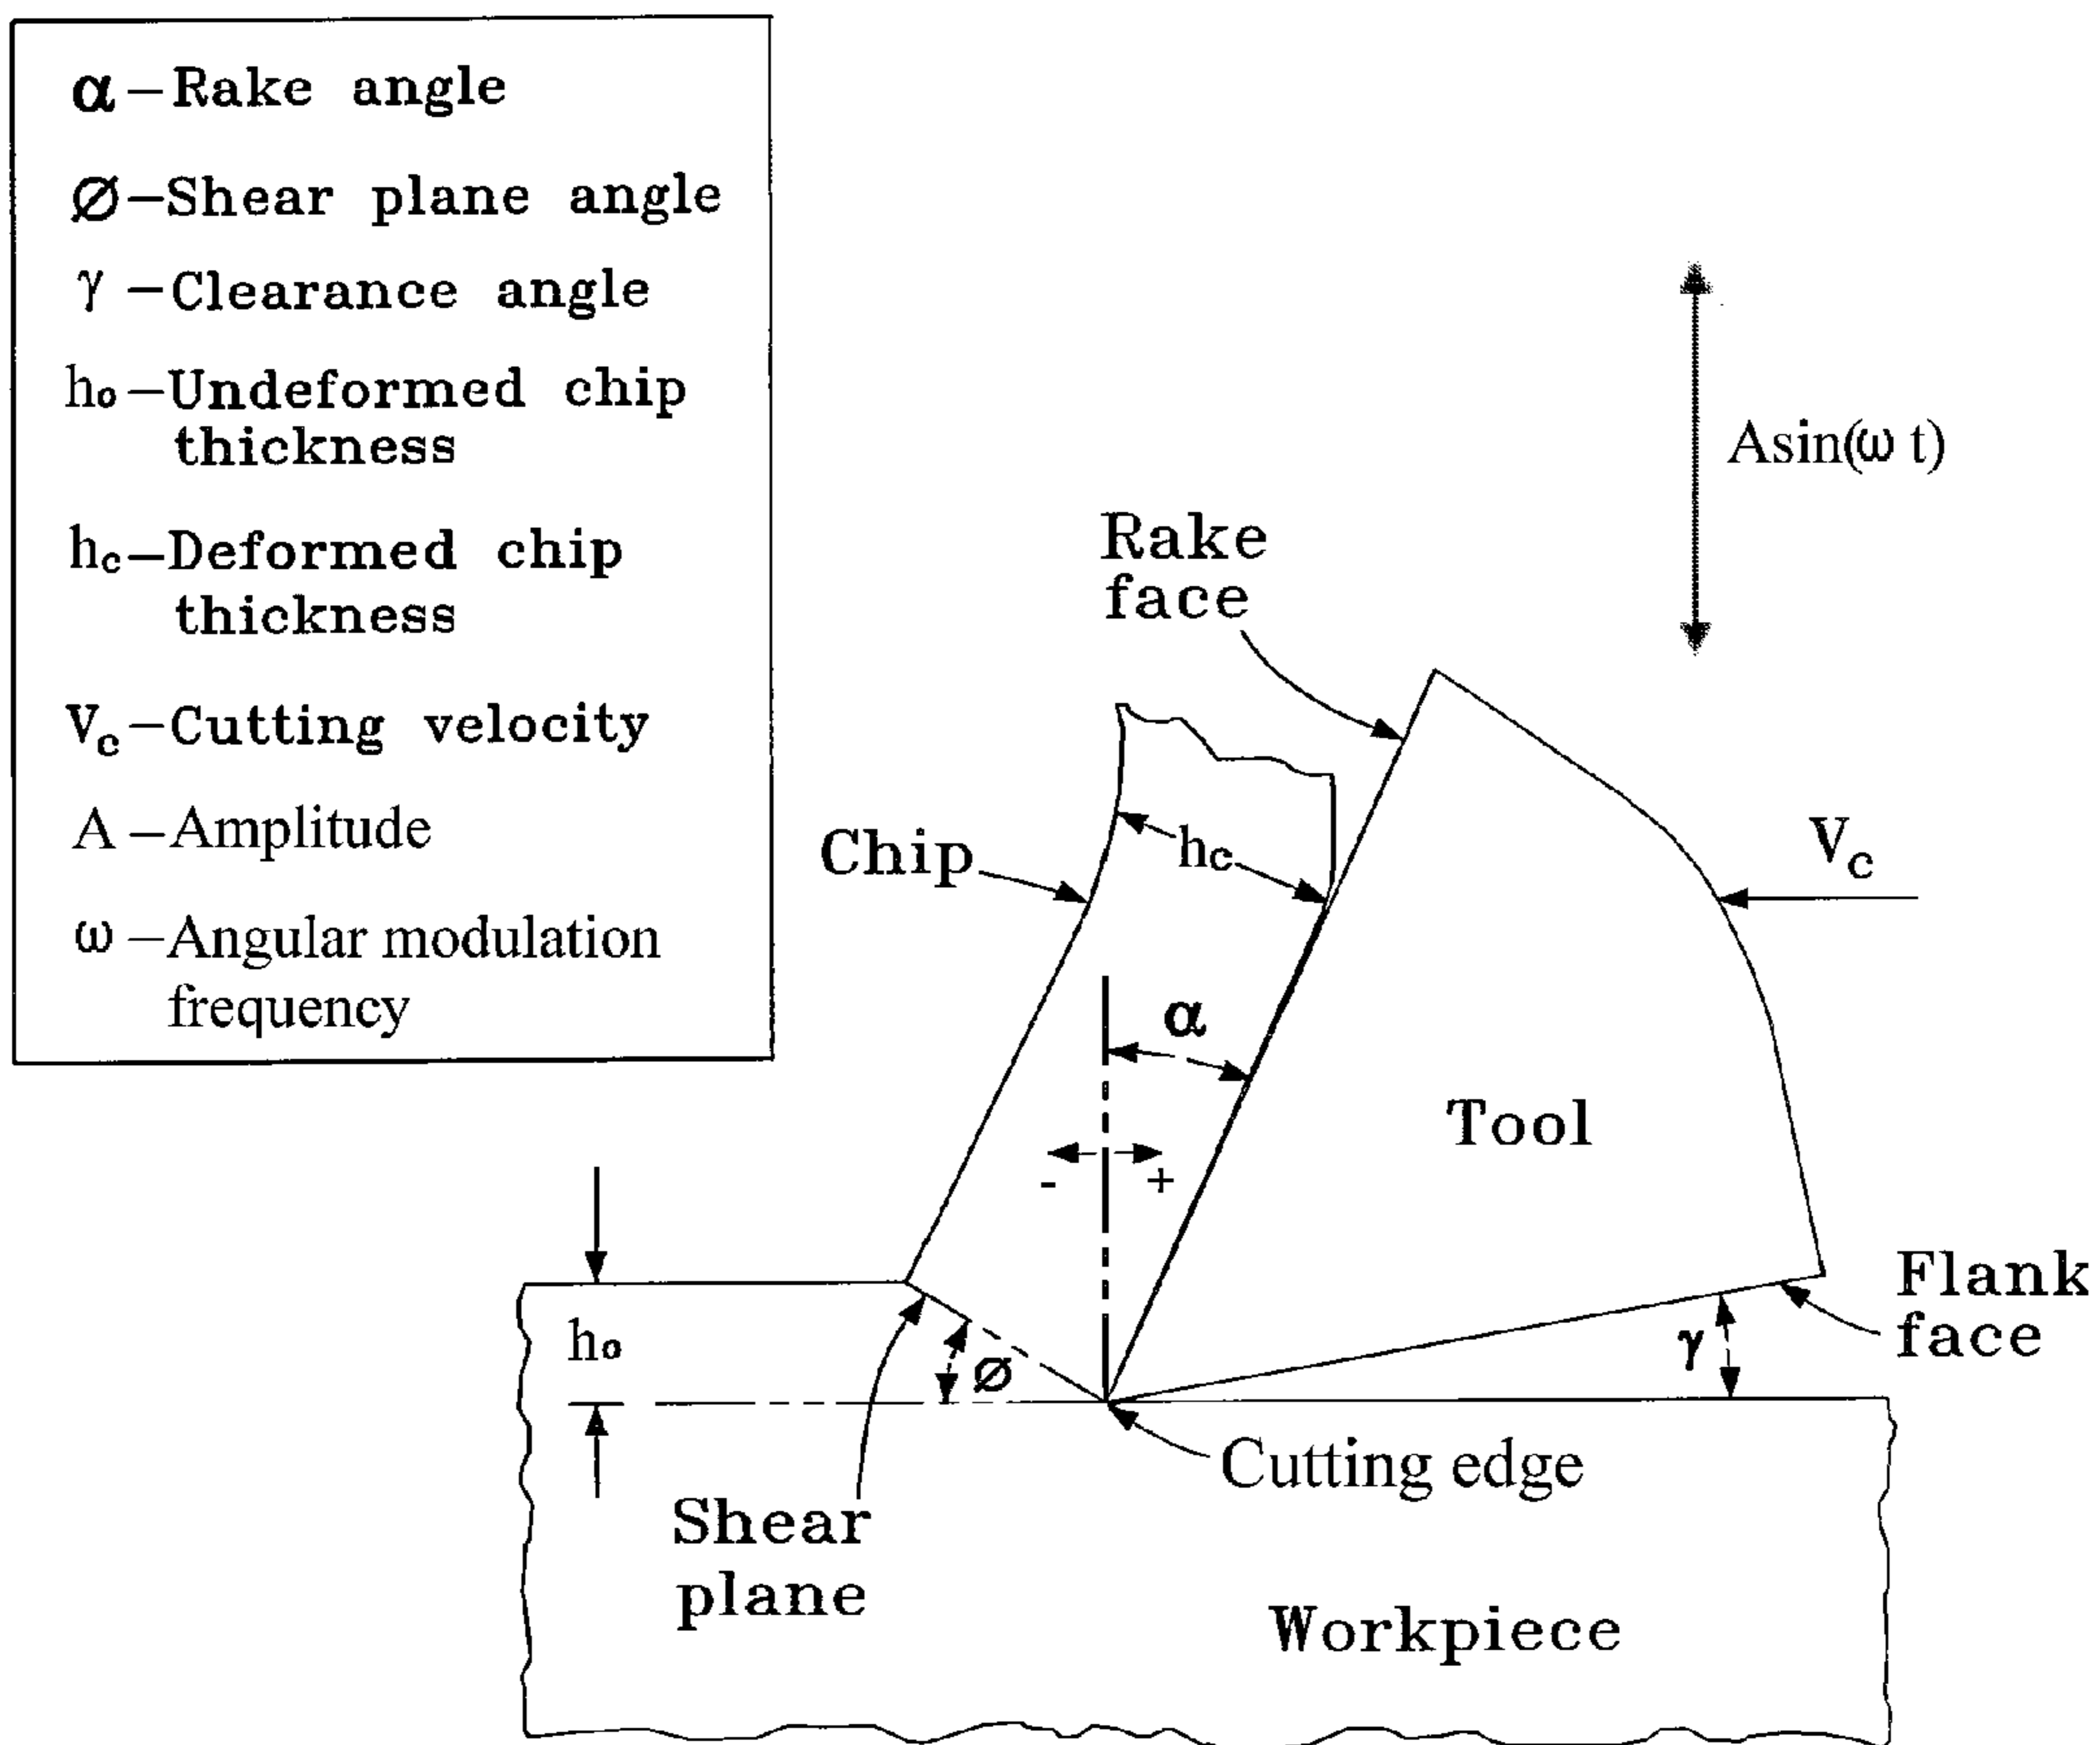 α – Rake angle
Ø – Shear plane angle
γ – Clearance angle
h₀ – Undeformed chip
thickness
hc – Deformed chip
thickness
Vc – Cutting velocity
A – Amplitude
ω – Angular modulation
frequency
Asin(ω t)
Rake
face
Vc
Chip
hc
α
Tool
- +
Flank
face
h₀
Ø
γ
Cutting edge
Shear
plane
Workpiece